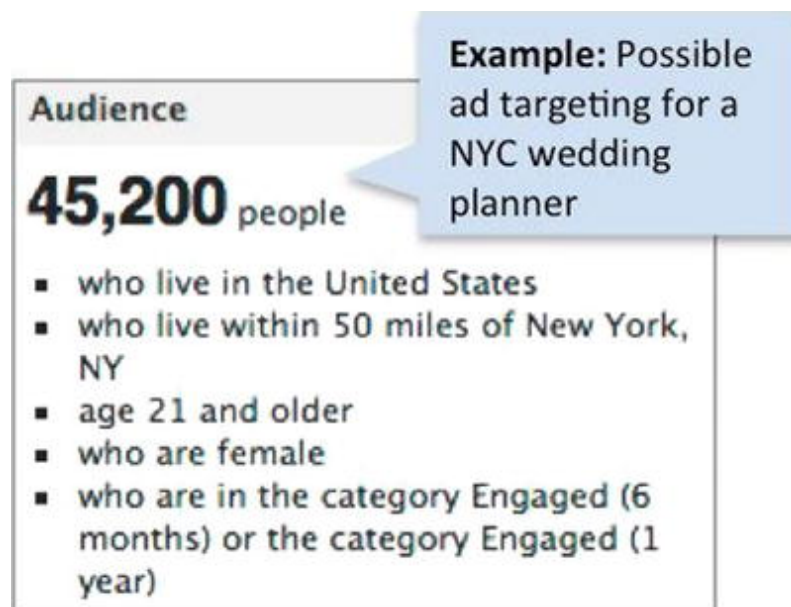 Example: Possible
ad targeting for a
NYC wedding
planner
Audience
45,200 people
▪ who live in the United States
▪ who live within 50 miles of New York,
NY
▪ age 21 and older
▪ who are female
▪ who are in the category Engaged (6
months) or the category Engaged (1
year)